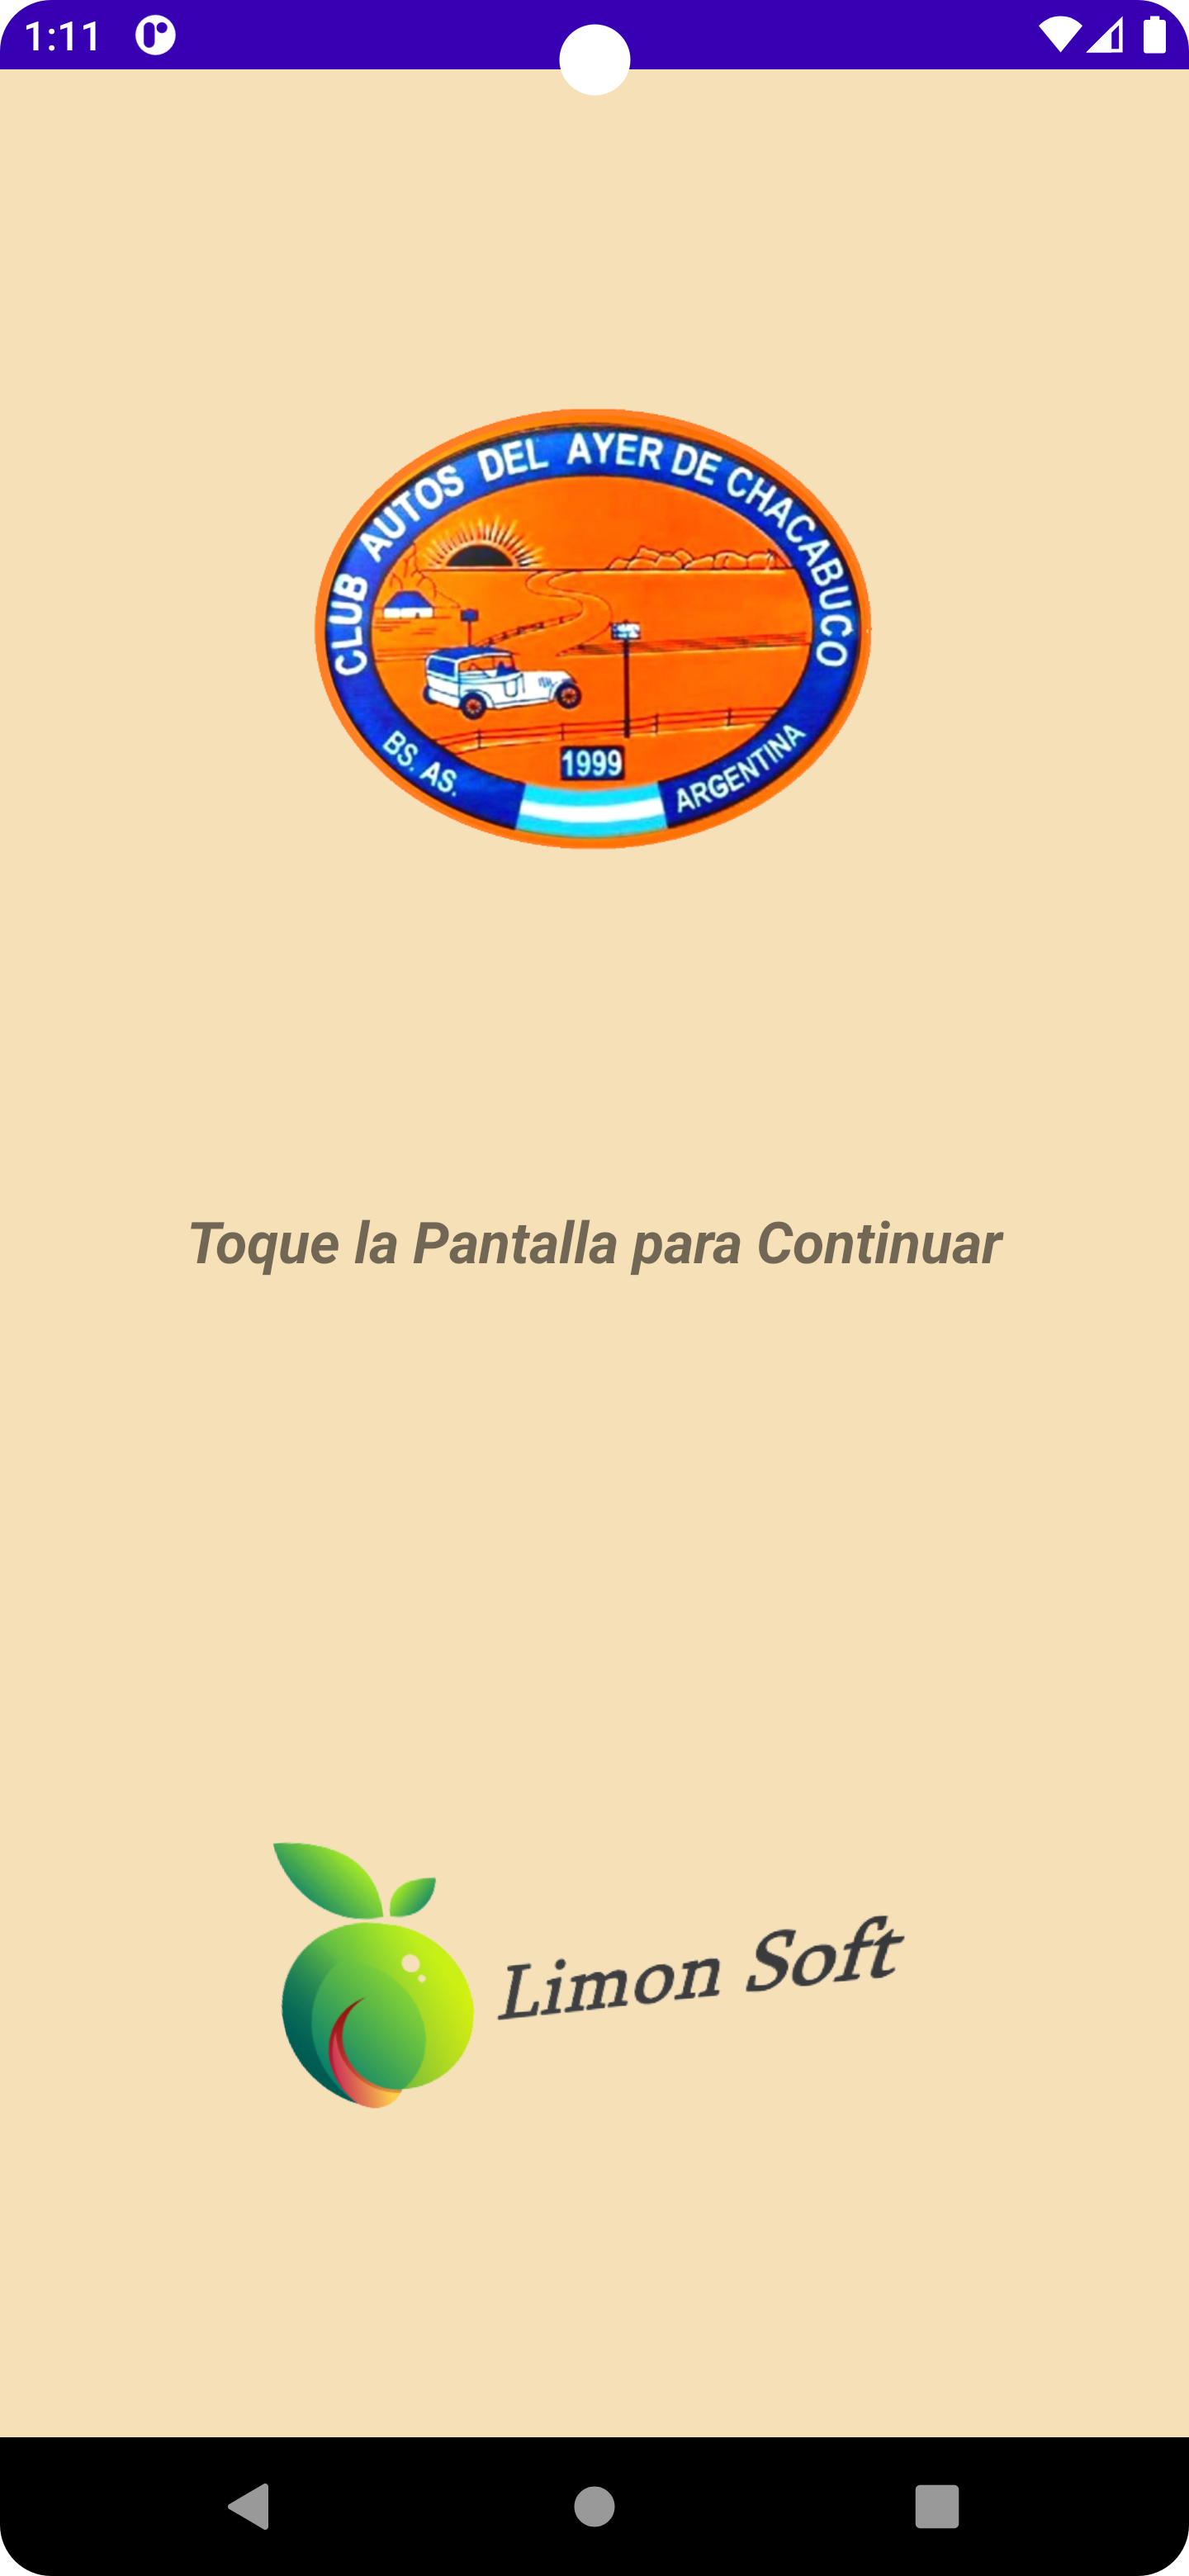 1:11
CLUB AUTOS DEL AYER DE CHACABUCO
BS. AS.
1999
ARGENTINA
Toque la Pantalla para Continuar
Limon Soft